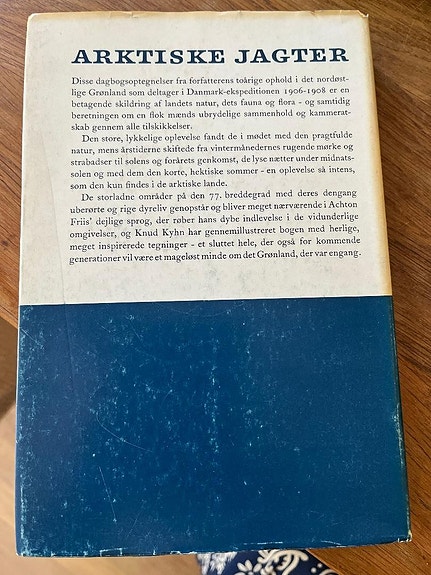 ARKTISKE JAGTER
Disse dagbogsoptegnelser fra forfatterens toårige ophold i det nordøst-
lige Grønland som deltager i Danmark-ekspeditionen 1906-1908 er en
betagende skildring af landets natur, dets fauna og flora - og samtidig
beretningen om en flok mænds ubrydelige sammenhold og kammerat-
skab gennem alle tilskikkelser.
Den store, lykkelige oplevelse fandt de i mødet med den pragtfulde
natur, mens årstiderne skiftede fra vintermånedernes rugende mørke og
strabadser til solens og forårets genkomst, de lyse nætter under midnats-
solen og med dem den korte, hektiske sommer - en oplevelse så intens,
som den kun findes i de arktiske lande.
De storladne områder på den 77. breddegrad med deres dengang
uberørte og rige dyreliv genopstår og bliver meget nærværende i Achton
Friis' dejlige sprog, der røber hans dybe indlevelse i de vidunderlige
omgivelser, og Knud Kyhn har gennemillustreret bogen med herlige,
meget inspirerede tegninger - et sluttet hele, der også for kommende
generationer vil være et mageløst minde om det Grønland, der var engang.